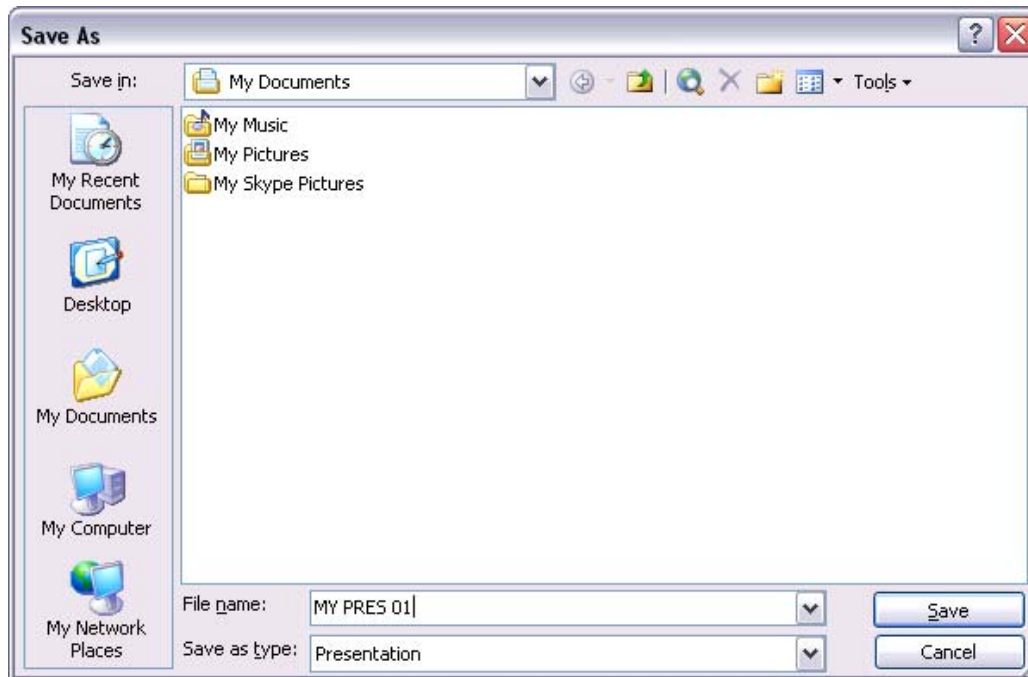 Save As
Save in:
My Documents
Tools
My Recent
Documents
Desktop
My Documents
My Computer
My Network
Places
My Music
My Pictures
My Skype Pictures
File name:
MY PRES 01
Save
Save as type:
Presentation
Cancel